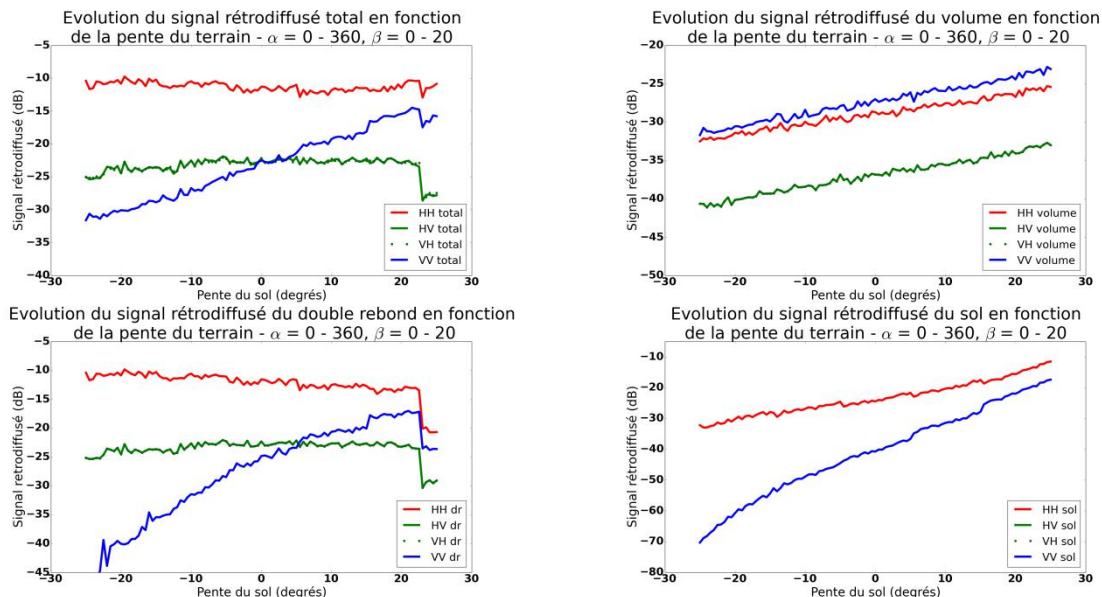 Evolution du signal rétrodiffusé total en fonction
de la pente du terrain - α = 0 - 360, β = 0 - 20
−5
−10
−15
−20
−25
−30
−35
−40
−30
−20
−10
0
10
20
30
Signal rétrodiffusé (dB)
Pente du sol (degrés)
HH total
HV total
VH total
VV total
Evolution du signal rétrodiffusé du volume en fonction
de la pente du terrain - α = 0 - 360, β = 0 - 20
−20
−25
−30
−35
−40
−45
−50
−30
−20
−10
0
10
20
30
Signal rétrodiffusé (dB)
Pente du sol (degrés)
HH volume
HV volume
VH volume
VV volume
Evolution du signal rétrodiffusé du double rebond en fonction
de la pente du terrain - α = 0 - 360, β = 0 - 20
−5
−10
−15
−20
−25
−30
−35
−40
−45
−30
−20
−10
0
10
20
30
Signal rétrodiffusé (dB)
Pente du sol (degrés)
HH dr
HV dr
VH dr
VV dr
Evolution du signal rétrodiffusé du sol en fonction
de la pente du terrain - α = 0 - 360, β = 0 - 20
−10
−20
−30
−40
−50
−60
−70
−80
−30
−20
−10
0
10
20
30
Signal rétrodiffusé (dB)
Pente du sol (degrés)
HH sol
HV sol
VH sol
VV sol